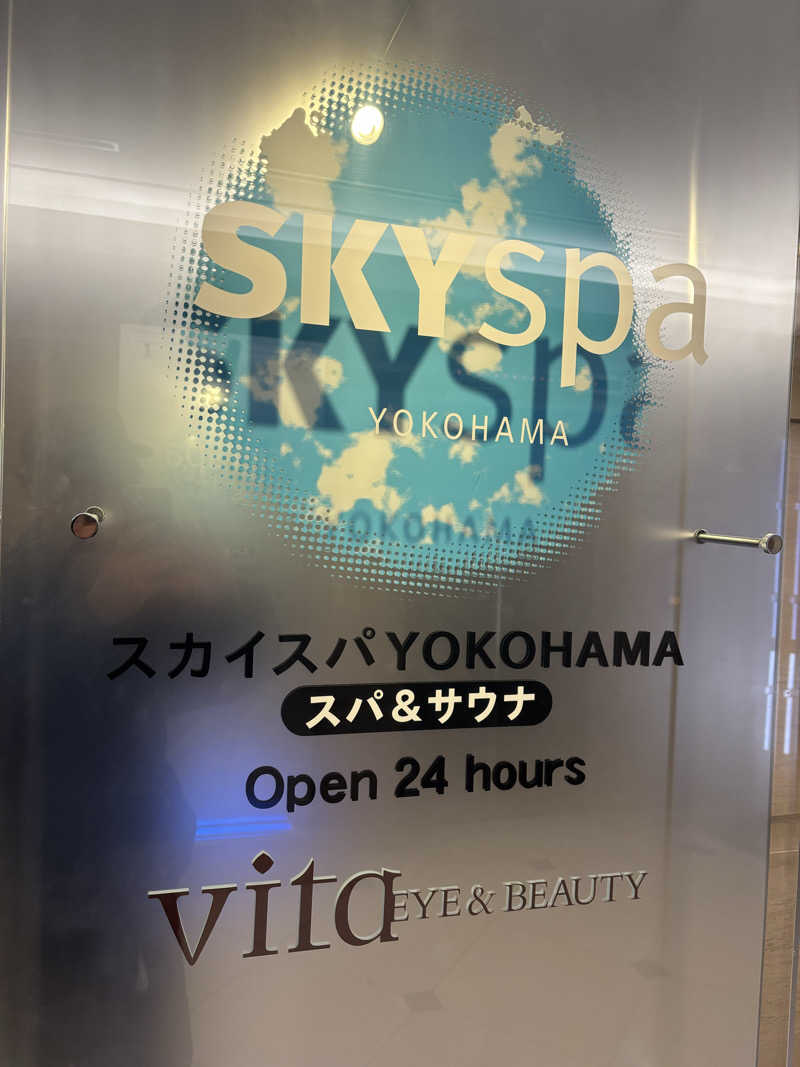 SKYspa
YOKOHAMA
スカイスパYOKOHAMA
スパ&サウナ
Open 24 hours
vita EYE & BEAUTY